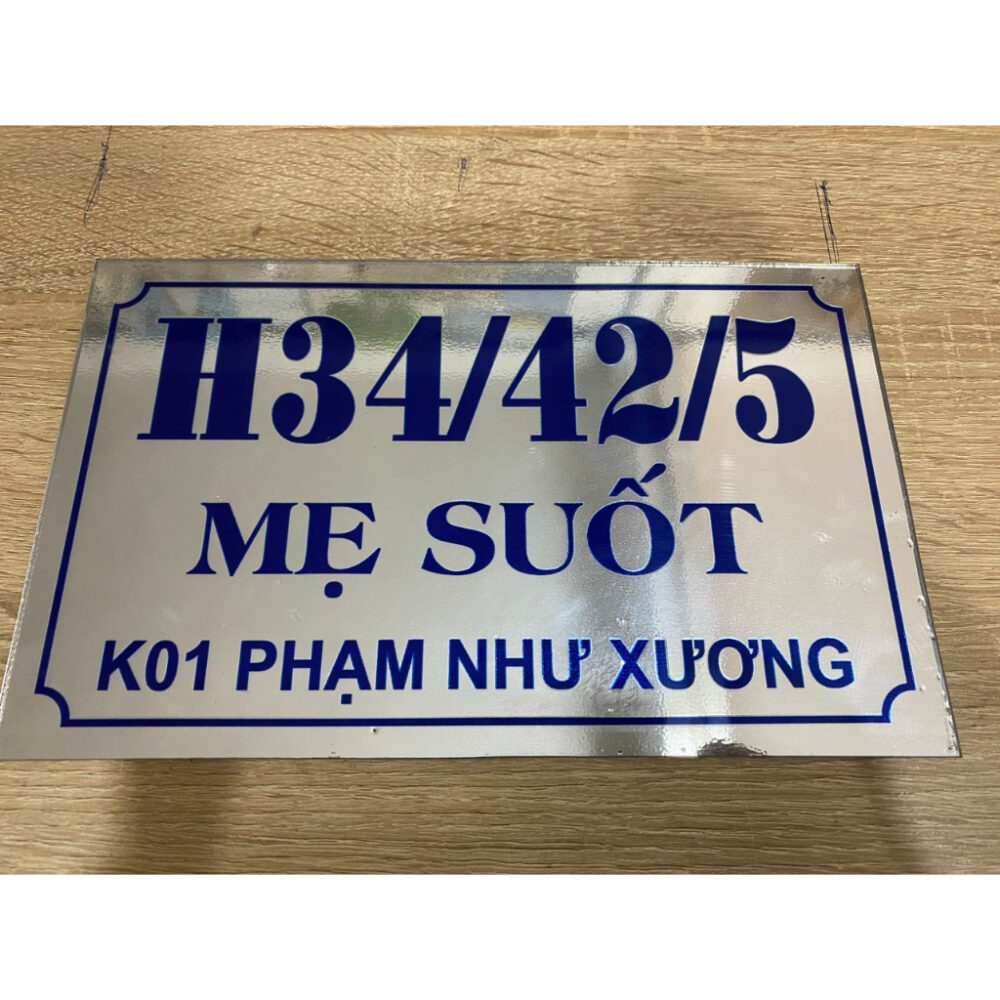 H34/42/5
MẸ SUỐT
K01 PHẠM NHƯ XƯƠNG